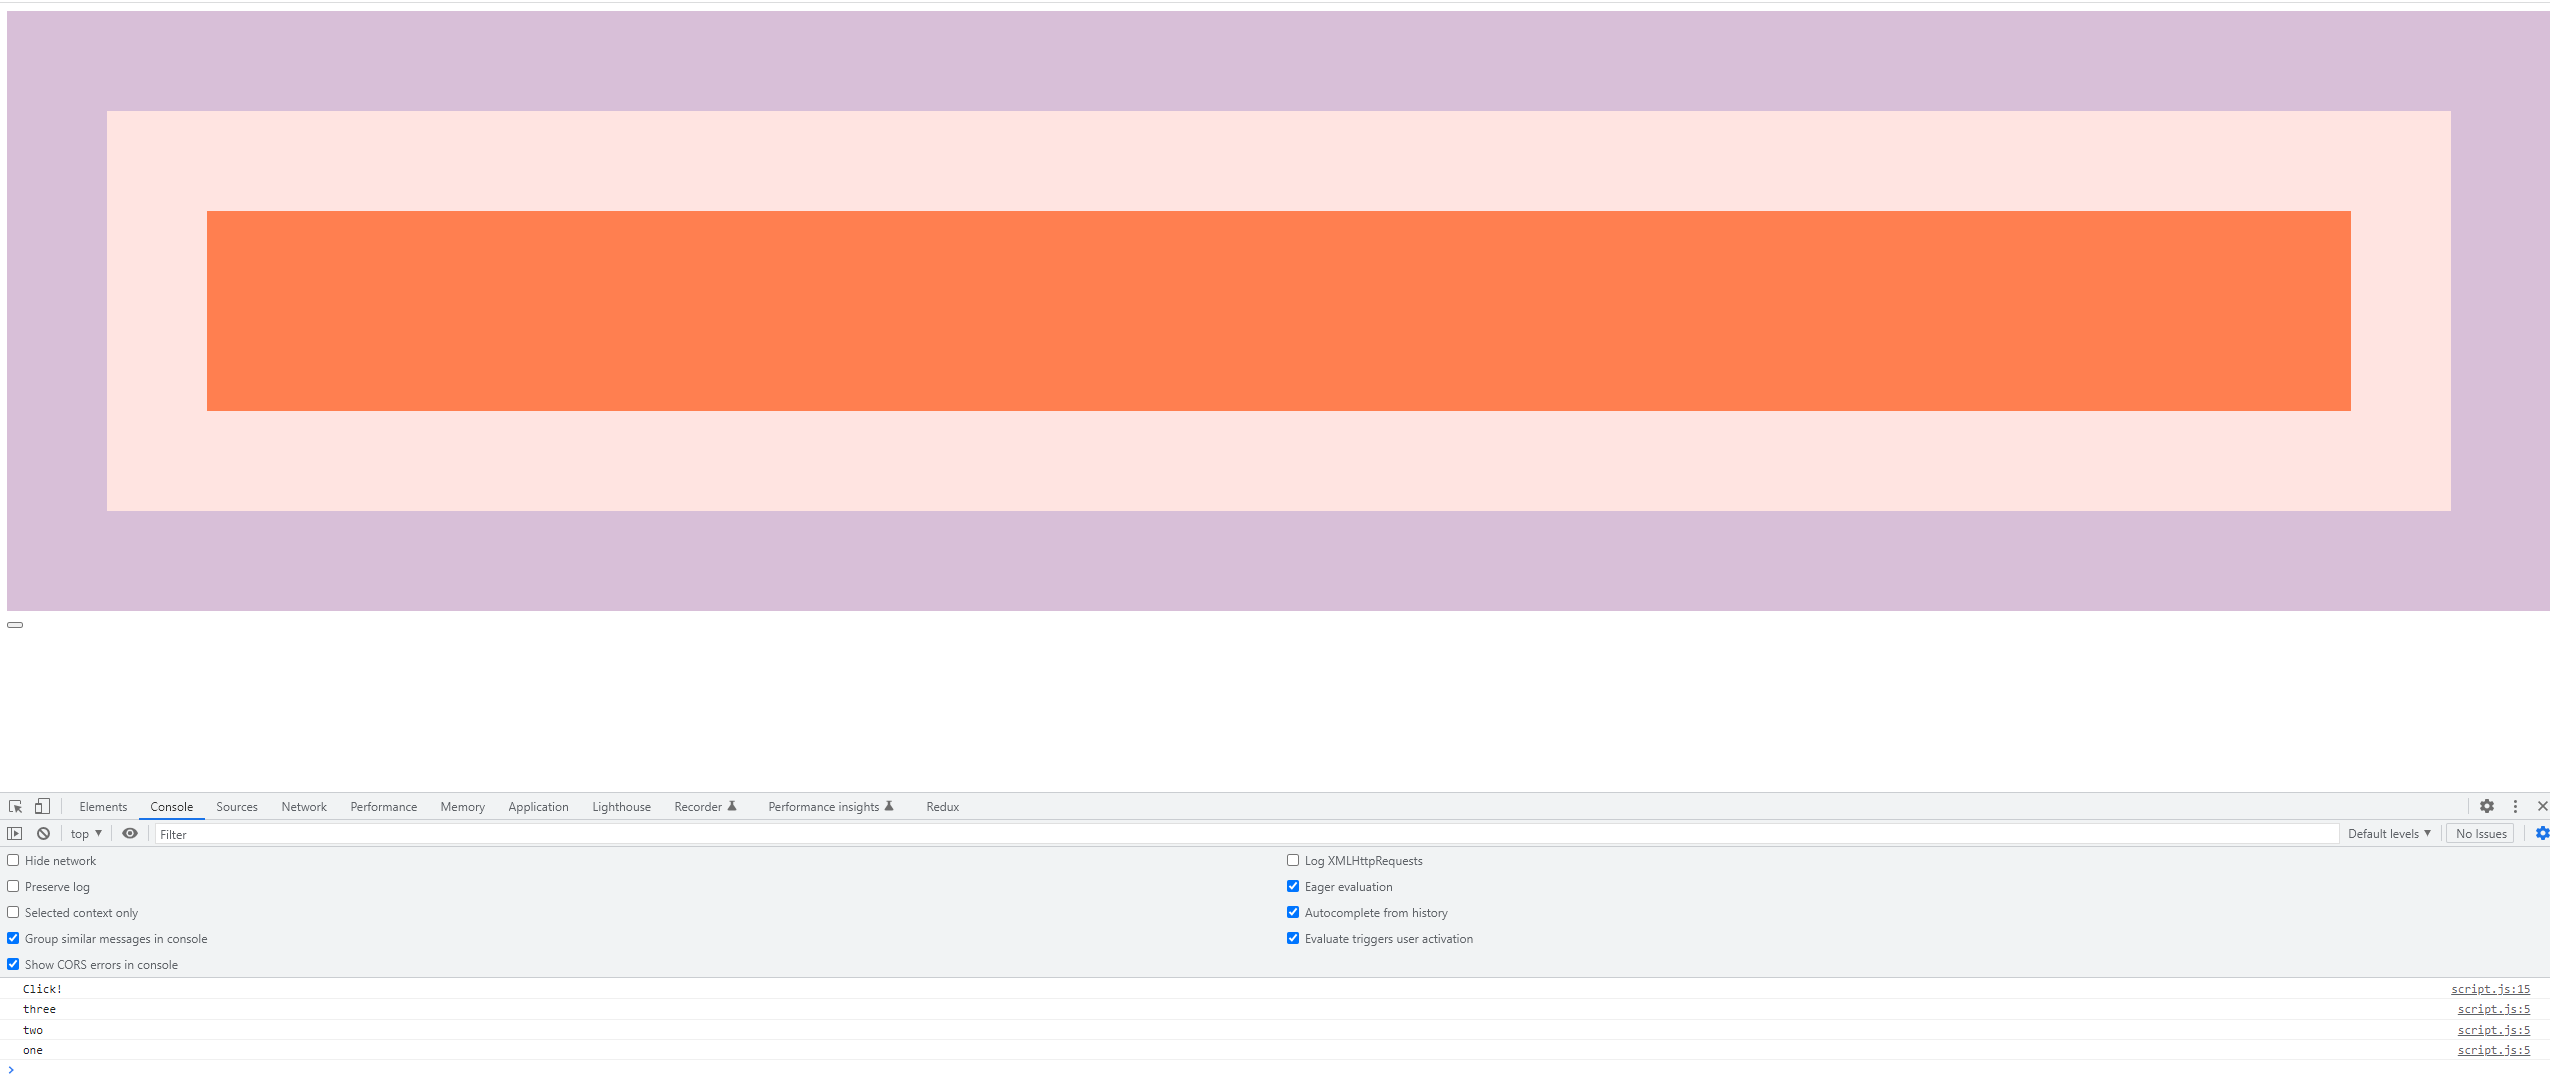 Elements Console Sources Network Performance Memory Application Lighthouse Recorder Performance insights Redux
top Filter Default levels No Issues
Hide network Log XMLHttpRequests
Preserve log Eager evaluation
Selected context only Autocomplete from history
Group similar messages in console Evaluate triggers user activation
Show CORS errors in console
Click! script.js:15
three script.js:5
two script.js:5
one script.js:5